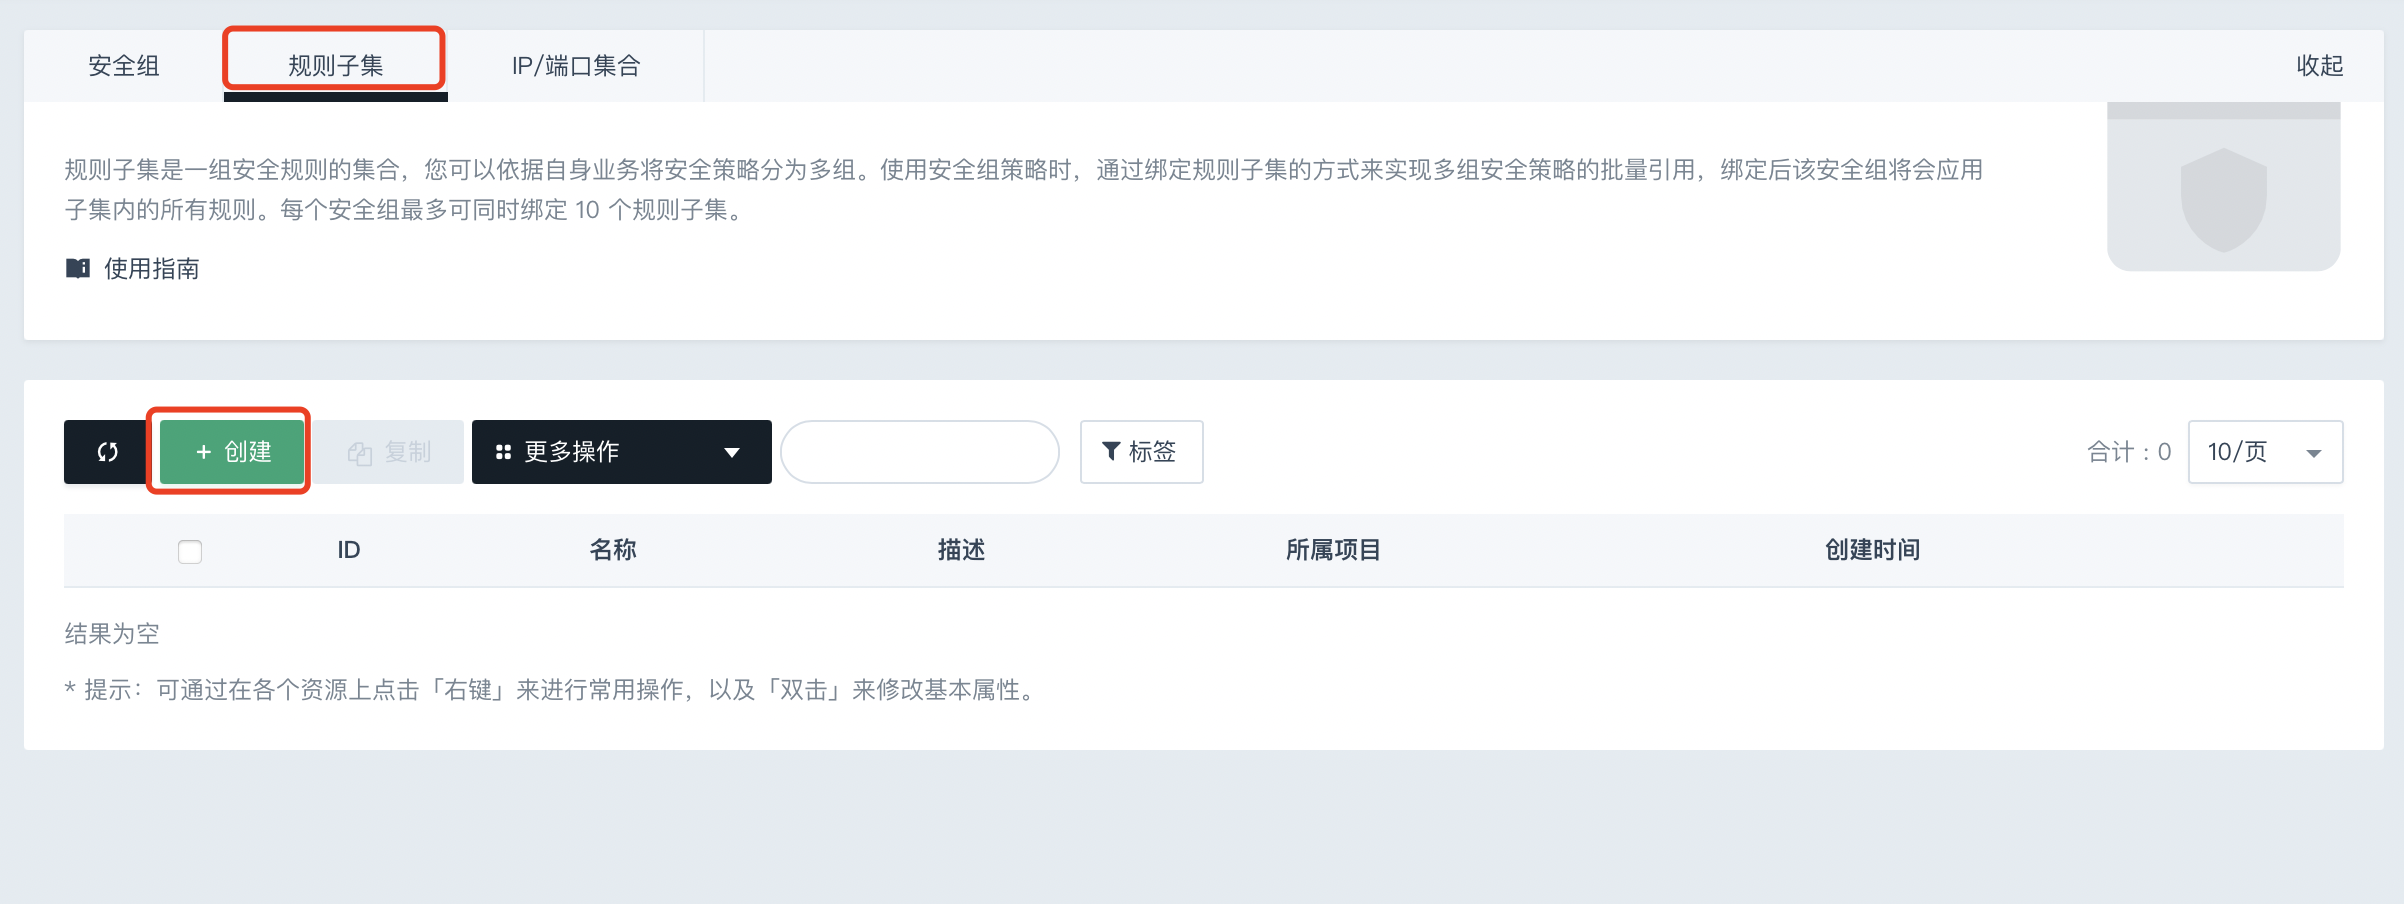 安全组
规则子集
IP/端口集合
收起
规则子集是一组安全规则的集合，您可以依据自身业务将安全策略分为多组。使用安全组策略时，通过绑定规则子集的方式来实现多组安全策略的批量引用，绑定后该安全组将会应用
子集内的所有规则。每个安全组最多可同时绑定 10 个规则子集。
使用指南
+ 创建
复制
更多操作
标签
合计：0
10/页
ID
名称
描述
所属项目
创建时间
结果为空
* 提示：可通过在各个资源上点击「右键」来进行常用操作，以及「双击」来修改基本属性。